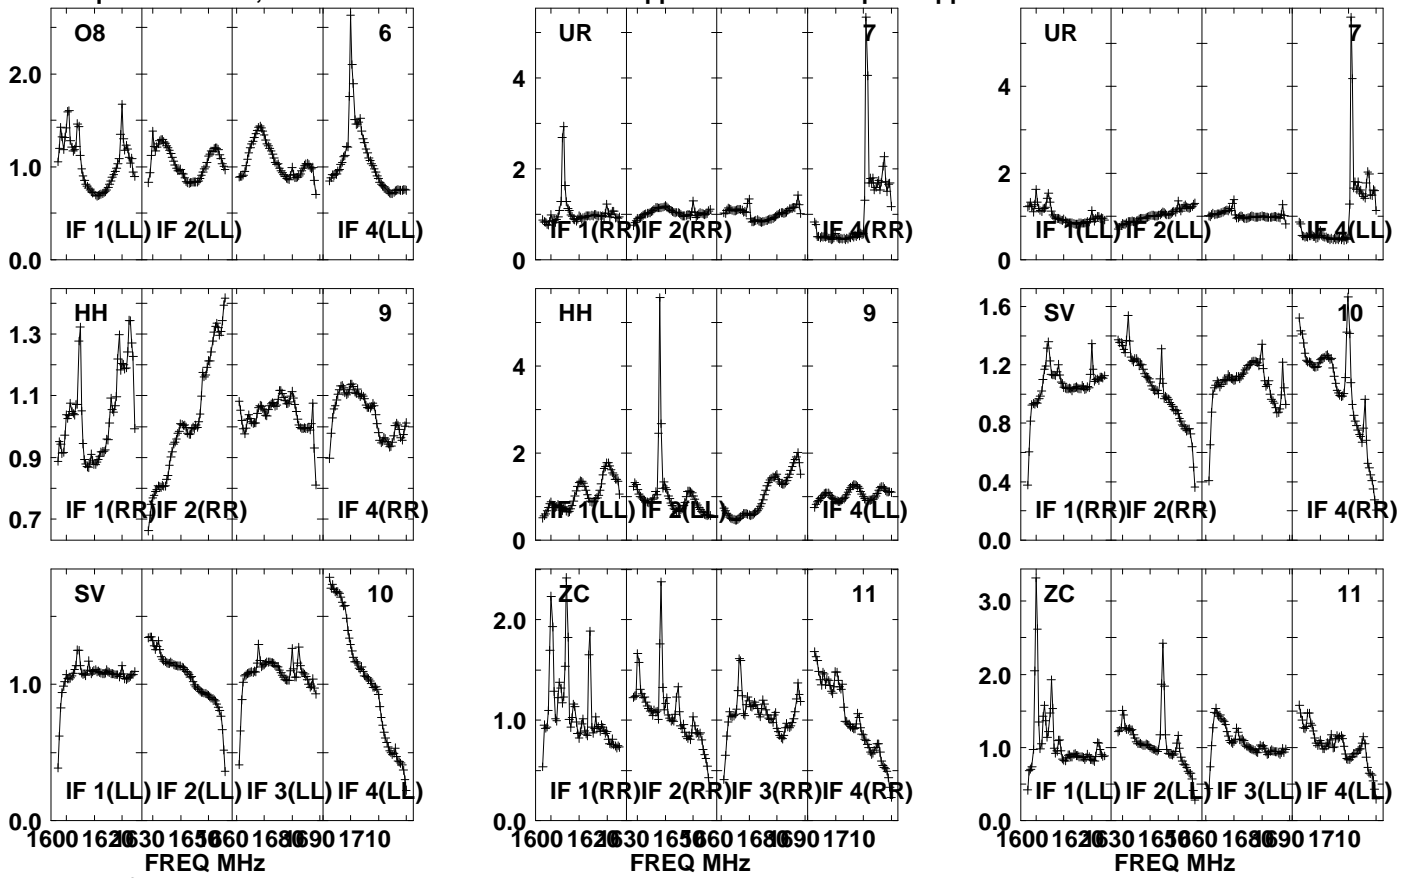 O8 6 UR 7 UR 7
2.0 4 4
1.0 2 2
IF 1(LL) IF 2(LL) IF 4(LL) IF 1(RR) IF 2(RR) IF 4(RR) IF 1(LL) IF 2(LL) IF 4(LL)
0.0 0 0
HH 9 HH 9 SV 10
1.3 4 1.6
1.1 2 1.2
0.9 0.8
IF 1(RR) IF 2(RR) IF 4(RR) IF 1(LL) IF 2(LL) IF 4(LL) 0.4 IF 1(RR) IF 2(RR) IF 4(RR)
0.7 0 0.0
SV 10 ZC 11 ZC 11
2.0 3.0
1.0 1.0 2.0
1.0
IF 1(LL) IF 2(LL) IF 3(LL) IF 4(LL) IF 1(RR) IF 2(RR) IF 3(RR) IF 4(RR) IF 1(LL) IF 2(LL) IF 3(LL) IF 4(LL)
0.0 0.0 0.0
1600 1620 1630 1650 1660 1680 1690 1710 1600 1620 1630 1650 1660 1680 1690 1710 1600 1620 1630 1650 1660 1680 1690 1710
FREQ MHz FREQ MHz FREQ MHz